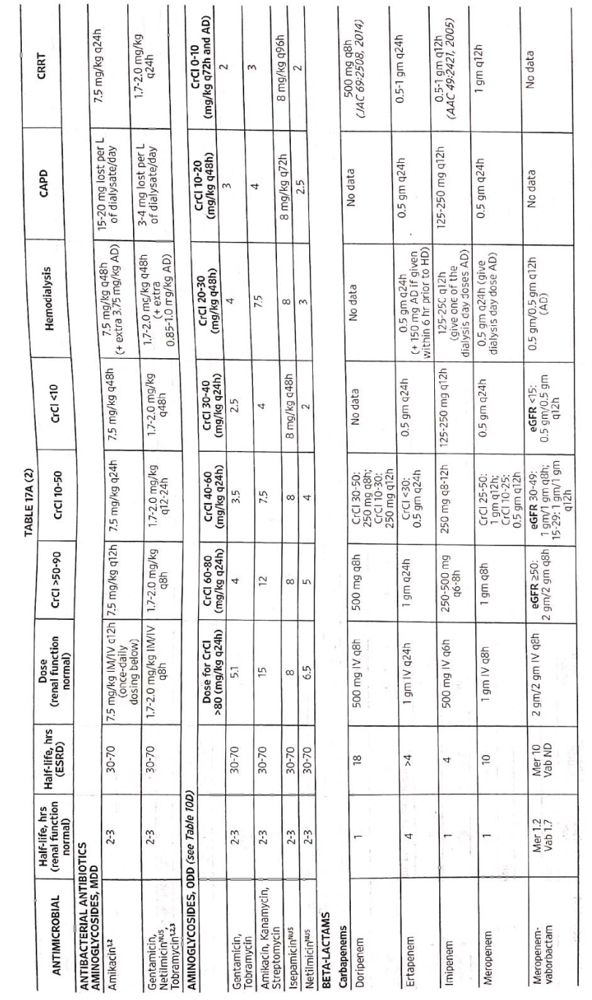 TABLE 17A (2)
ANTIMICROBIAL | Half-life, hrs (renal function normal) | Half-life, hrs (ESRD) | Dose (renal function normal) | CrCl >50-90 | CrCl 10-50 | CrCl <10 | Hemodialysis | CAPD | CRRT
ANTIBACTERIAL ANTIBIOTICS
AMINOGLYCOSIDES, MDD
Amikacin1,2 | 2-3 | 30-70 | 7.5 mg/kg IM/IV q12h (once-daily dosing below) | 7.5 mg/kg q12h | 7.5 mg/kg q24h | 7.5 mg/kg q48h | 7.5 mg/kg q48h (+ extra 3.75 mg/kg AD) | 15-20 mg lost per L of dialysate/day | 7.5 mg/kg q24h
Gentamicin, NetilmicinNUS, Tobramycin1,2,3 | 2-3 | 30-70 | 1.7-2.0 mg/kg IM/IV q8h | 1.7-2.0 mg/kg q8h | 1.7-2.0 mg/kg q12-24h | 1.7-2.0 mg/kg q48h | 1.7-2.0 mg/kg q48h (+ extra 0.85-1.0 mg/kg AD) | 3-4 mg lost per L of dialysate/day | 1.7-2.0 mg/kg q24h
AMINOGLYCOSIDES, ODD (see Table 10D)
Dose for CrCl >80 (mg/kg q24h) | CrCl 60-80 (mg/kg q24h) | CrCl 40-60 (mg/kg q24h) | CrCl 30-40 (mg/kg q24h) | CrCl 20-30 (mg/kg q48h) | CrCl 10-20 (mg/kg q48h) | CrCl 0-10 (mg/kg q72h and AD)
Gentamicin, Tobramycin | 2-3 | 30-70 | 5.1 | 4 | 3.5 | 2.5 | 4 | 3 | 2
Amikacin, Kanamycin, Streptomycin | 2-3 | 30-70 | 15 | 12 | 7.5 | 4 | 7.5 | 4 | 3
IsepamicinNUS | 2-3 | 30-70 | 8 | 8 | 8 | 8 mg/kg q48h | 8 | 8 mg/kg q72h | 8 mg/kg q96h
NetilmicinNUS | 2-3 | 30-70 | 6.5 | 5 | 4 | 2 | 3 | 2.5 | 2
BETA-LACTAMS
Carbapenems
Doripenem | 1 | 18 | 500 mg IV q8h | 500 mg q8h | CrCl 30-50: 250 mg q8h; CrCl 10-30: 250 mg q12h | No data | No data | No data | 500 mg q8h (JAC 69:2508, 2014)
Ertapenem | 4 | >4 | 1 gm IV q24h | 1 gm q24h | CrCl <30: 0.5 gm q24h | 0.5 gm q24h | 0.5 gm q24h (+ 150 mg AD if given within 6 hr prior to HD) | 0.5 gm q24h | 0.5-1 gm q24h
Imipenem | 1 | 4 | 500 mg IV q6h | 250-500 mg q6-8h | 250 mg q8-12h | 125-250 mg q12h | 125-250 q12h (give one of the dialysis day doses AD) | 125-250 mg q12h | 0.5-1 gm q12h (AAC 49:2421, 2005)
Meropenem | 1 | 10 | 1 gm IV q8h | 1 gm q8h | CrCl 25-50: 1 gm q12h; CrCl 10-25: 0.5 gm q12h | 0.5 gm q24h | 0.5 gm q24h (give dialysis day dose AD) | 0.5 gm q24h | 1 gm q12h
Meropenem-vaborbactam | Mer 1.2 Vab 1.7 | Mer 10 Vab ND | 2 gm/2 gm IV q8h | eGFR ≥50: 2 gm/2 gm q8h | eGFR 30-49: 1 gm/1 gm q8h; 15-29: 1 gm/1 gm q12h | eGFR <15: 0.5 gm/0.5 gm q12h | 0.5 gm/0.5 gm q12h (AD) | No data | No data